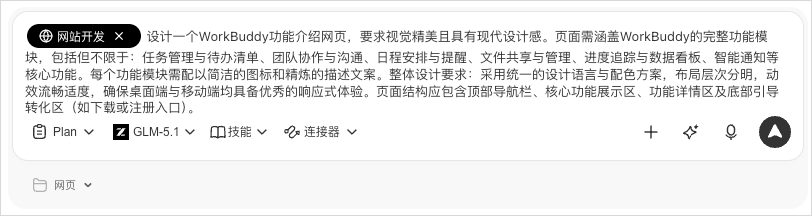 网站开发 × 设计一个WorkBuddy功能介绍网页，要求视觉精美且具有现代设计感。页面需涵盖WorkBuddy的完整功能模
块，包括但不限于：任务管理与待办清单、团队协作与沟通、日程安排与提醒、文件共享与管理、进度追踪与数据看板、智能通知等
核心功能。每个功能模块需配以简洁的图标和精炼的描述文案。整体设计要求：采用统一的设计语言与配色方案，布局层次分明，动
效流畅适度，确保桌面端与移动端均具备优秀的响应式体验。页面结构应包含顶部导航栏、核心功能展示区、功能详情区及底部引导
转化区（如下载或注册入口）。
Plan GLM-5.1 技能 连接器
网页